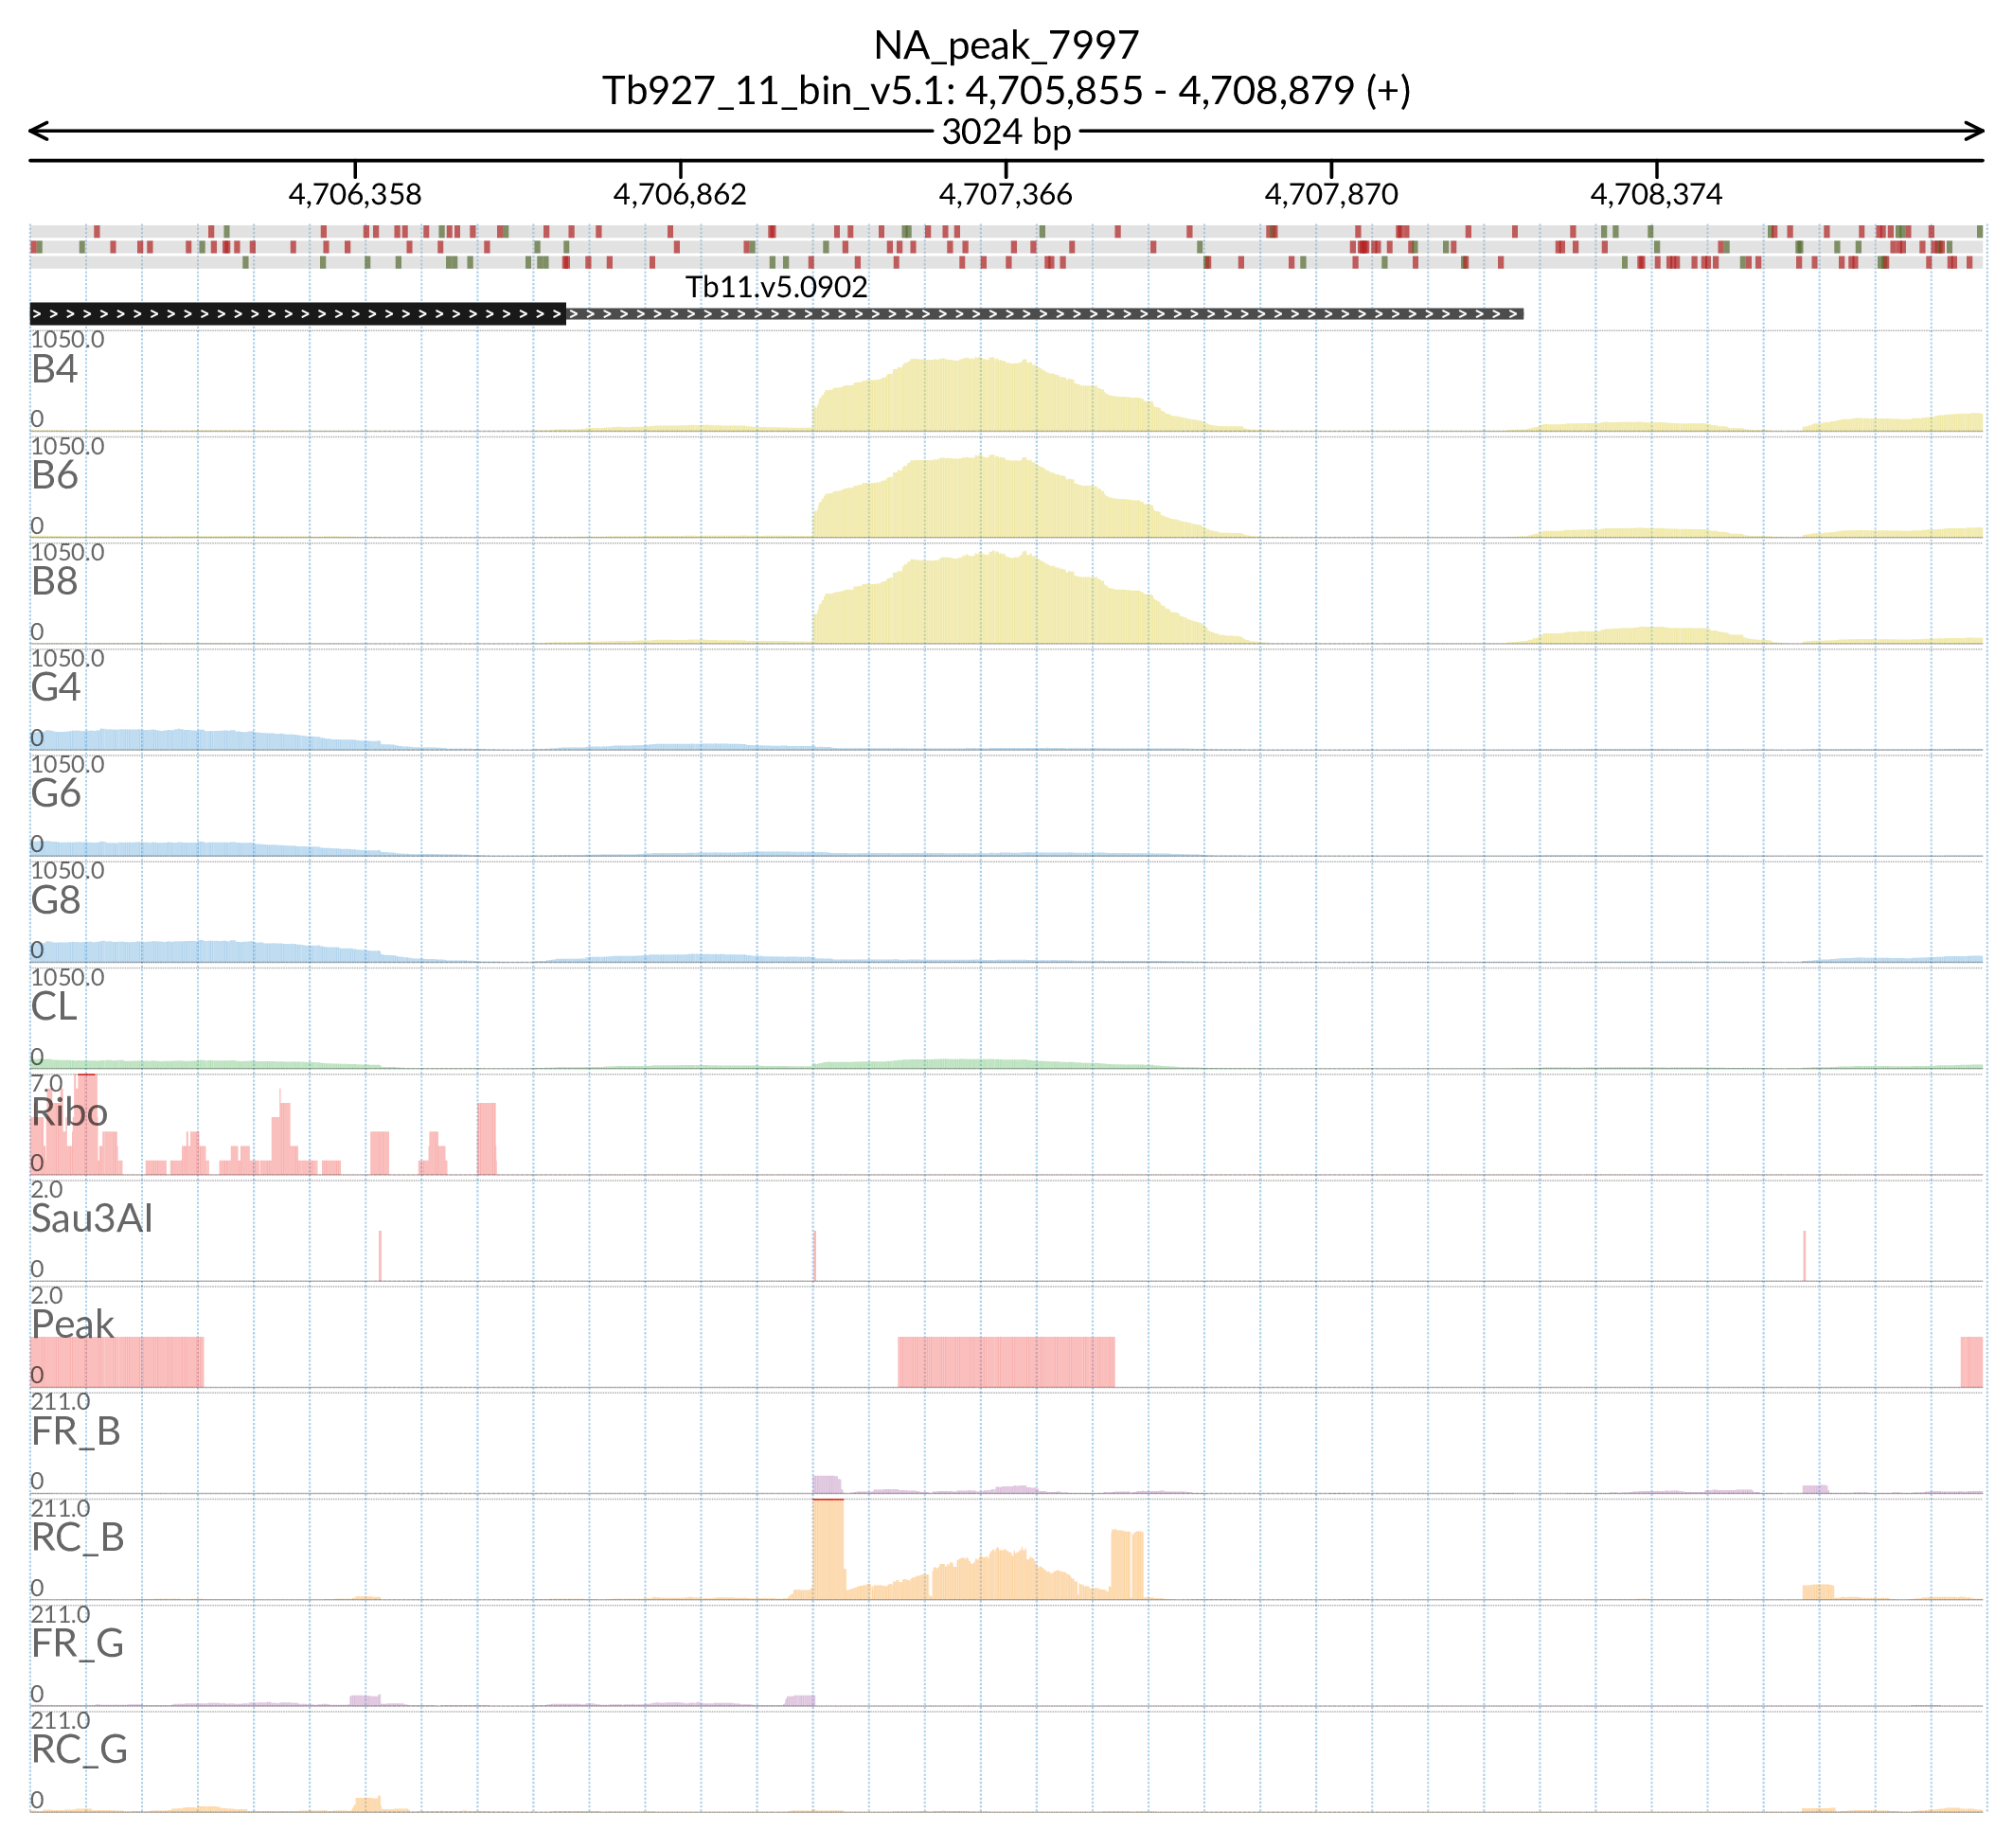 NA_peak_7997
Tb927_11_bin_v5.1: 4,705,855 - 4,708,879 (+)
3024 bp
4,706,358 4,706,862 4,707,366 4,707,870 4,708,374
Tb11.v5.0902
1050.0
B4
0
1050.0
B6
0
1050.0
B8
0
1050.0
G4
0
1050.0
G6
0
1050.0
G8
0
1050.0
CL
0
7.0
Ribo
0
2.0
Sau3AI
0
2.0
Peak
0
211.0
FR_B
0
211.0
RC_B
0
211.0
FR_G
0
211.0
RC_G
0